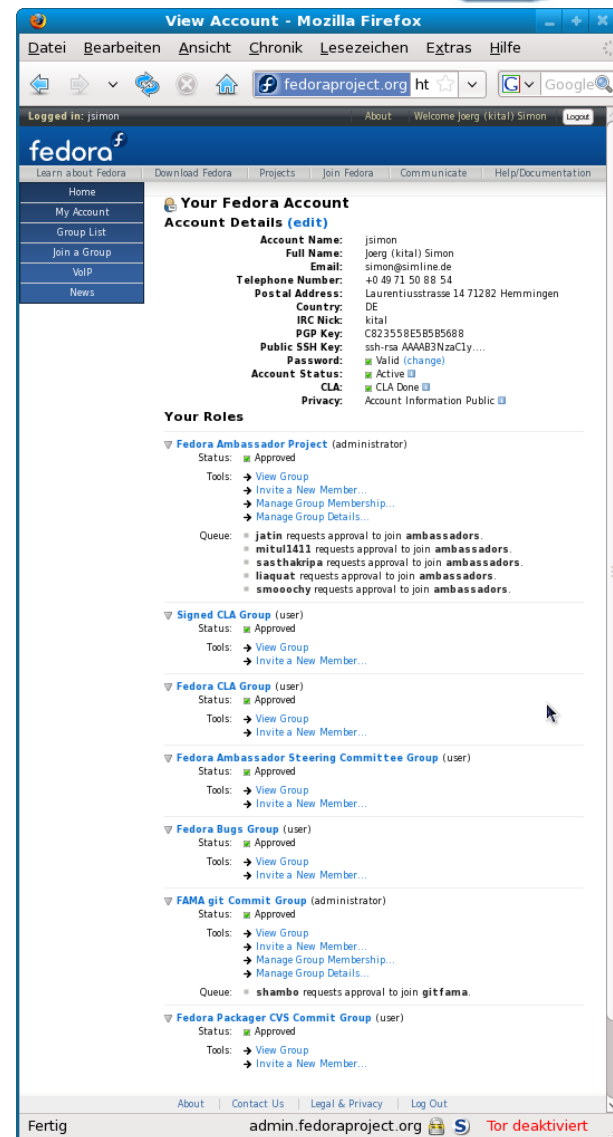 View Account - Mozilla Firefox
Datei Bearbeiten Ansicht Chronik Lesezeichen Extras Hilfe
fedoraproject.org ht G Google
Logged in: jsimon About Welcome Joerg (kital) Simon Logout
fedora f
Learn about Fedora Download Fedora Projects Join Fedora Communicate Help/Documentation
Home
My Account
Group List
Join a Group
VoIP
News
Your Fedora Account
Account Details (edit)
Account Name: jsimon
Full Name: Joerg (kital) Simon
Email: simon@simline.de
Telephone Number: +0 49 71 50 88 54
Postal Address: Laurentiusstrasse 14 71282 Hemmingen
Country: DE
IRC Nick: kital
PGP Key: C823558E5B5B5688
Public SSH Key: ssh-rsa AAAAB3NzaC1y....
Password: Valid (change)
Account Status: Active
CLA: CLA Done
Privacy: Account Information Public
Your Roles
Fedora Ambassador Project (administrator)
Status: Approved
Tools: → View Group
→ Invite a New Member...
→ Manage Group Membership...
→ Manage Group Details...
Queue: jatin requests approval to join ambassadors.
mitul1411 requests approval to join ambassadors.
sasthakripa requests approval to join ambassadors.
liaquat requests approval to join ambassadors.
smooochy requests approval to join ambassadors.
Signed CLA Group (user)
Status: Approved
Tools: → View Group
→ Invite a New Member...
Fedora CLA Group (user)
Status: Approved
Tools: → View Group
→ Invite a New Member...
Fedora Ambassador Steering Committee Group (user)
Status: Approved
Tools: → View Group
→ Invite a New Member...
Fedora Bugs Group (user)
Status: Approved
Tools: → View Group
→ Invite a New Member...
FAMA git Commit Group (administrator)
Status: Approved
Tools: → View Group
→ Invite a New Member...
→ Manage Group Membership...
→ Manage Group Details...
Queue: shambo requests approval to join gitfama.
Fedora Packager CVS Commit Group (user)
Status: Approved
Tools: → View Group
→ Invite a New Member...
About | Contact Us | Legal & Privacy | Log Out
Fertig admin.fedoraproject.org S Tor deaktiviert